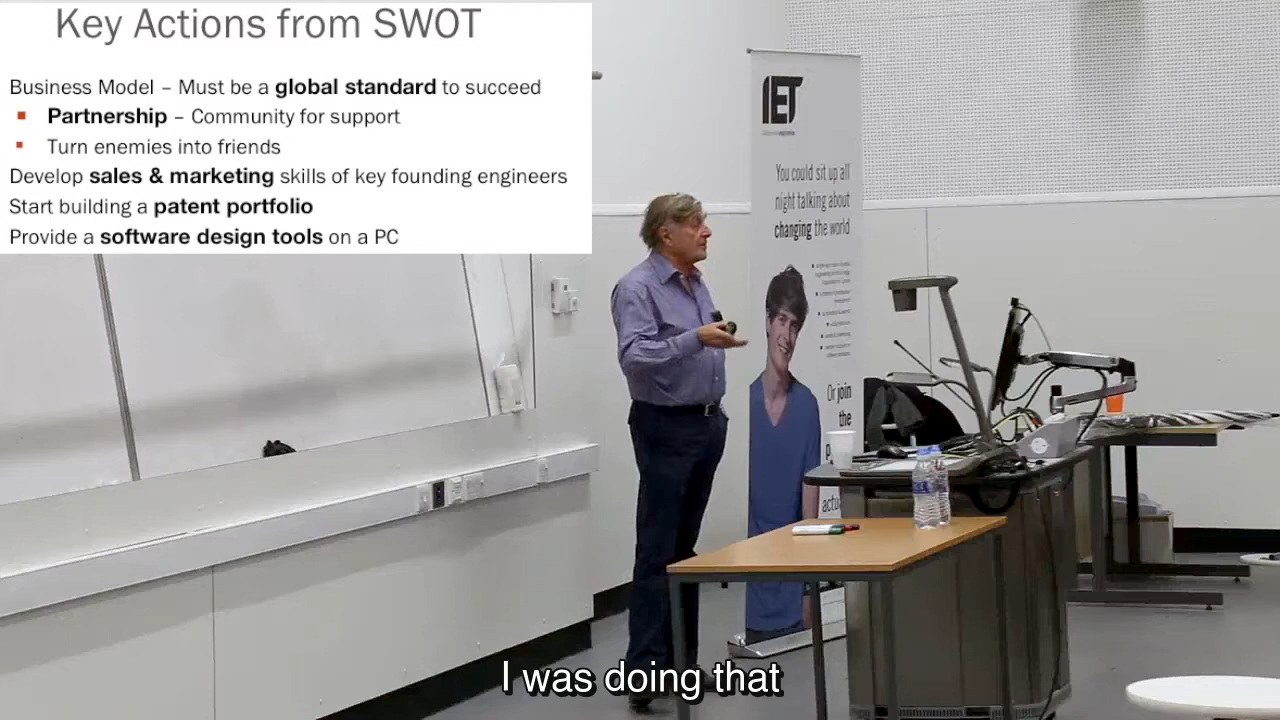 Key Actions from SWOT
Business Model – Must be a global standard to succeed
▪ Partnership – Community for support
▪ Turn enemies into friends
Develop sales & marketing skills of key founding engineers
Start building a patent portfolio
Provide a software design tools on a PC
IET
You could sit up all
night talking about
changing the world
Or join
the
I was doing that